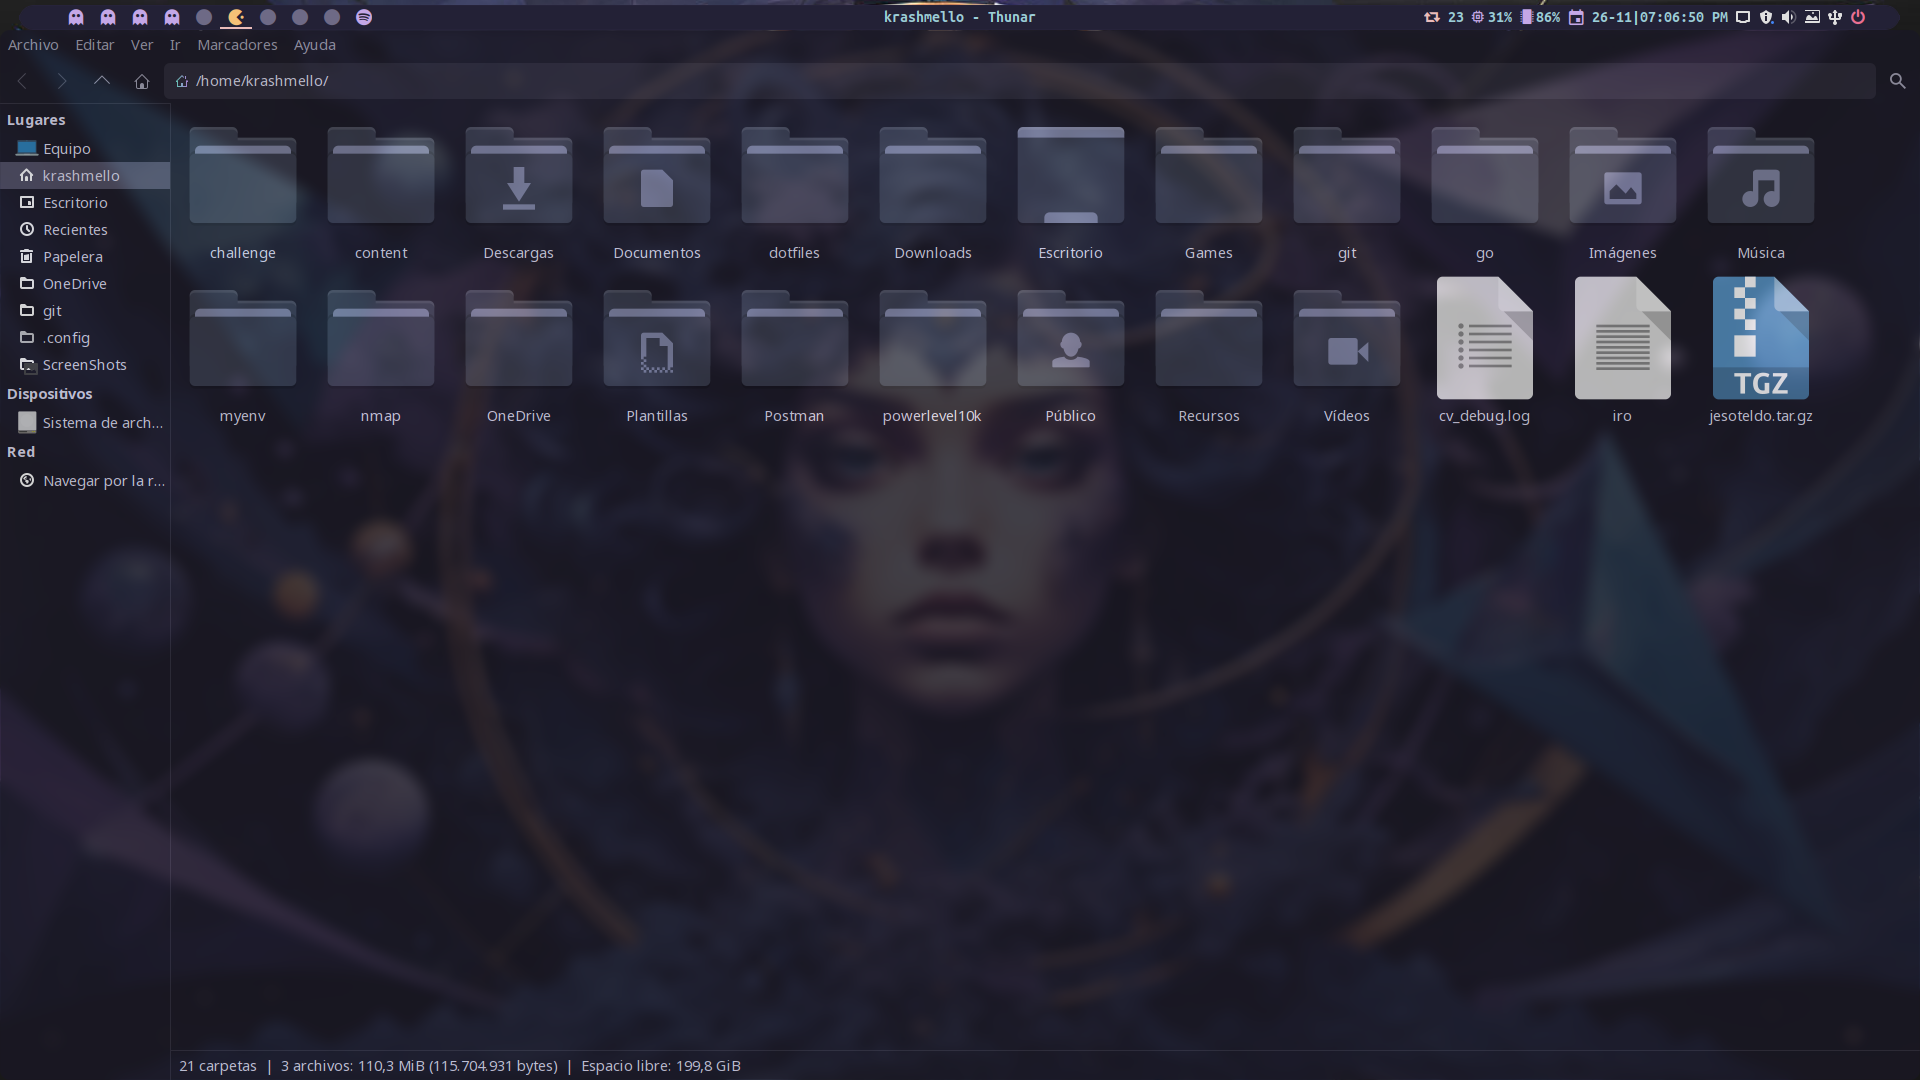 krashmello - Thunar
23 31% 86% 26-11|07:06:50 PM
Archivo Editar Ver Ir Marcadores Ayuda
/home/krashmello/
Lugares
Equipo
krashmello
Escritorio
Recientes
Papelera
OneDrive
git
.config
ScreenShots
Dispositivos
Sistema de arch...
Red
Navegar por la r...
challenge content Descargas Documentos dotfiles Downloads Escritorio Games git go Imágenes Música
TGZ
myenv nmap OneDrive Plantillas Postman powerlevel10k Público Recursos Vídeos cv_debug.log iro jesoteldo.tar.gz
21 carpetas | 3 archivos: 110,3 MiB (115.704.931 bytes) | Espacio libre: 199,8 GiB